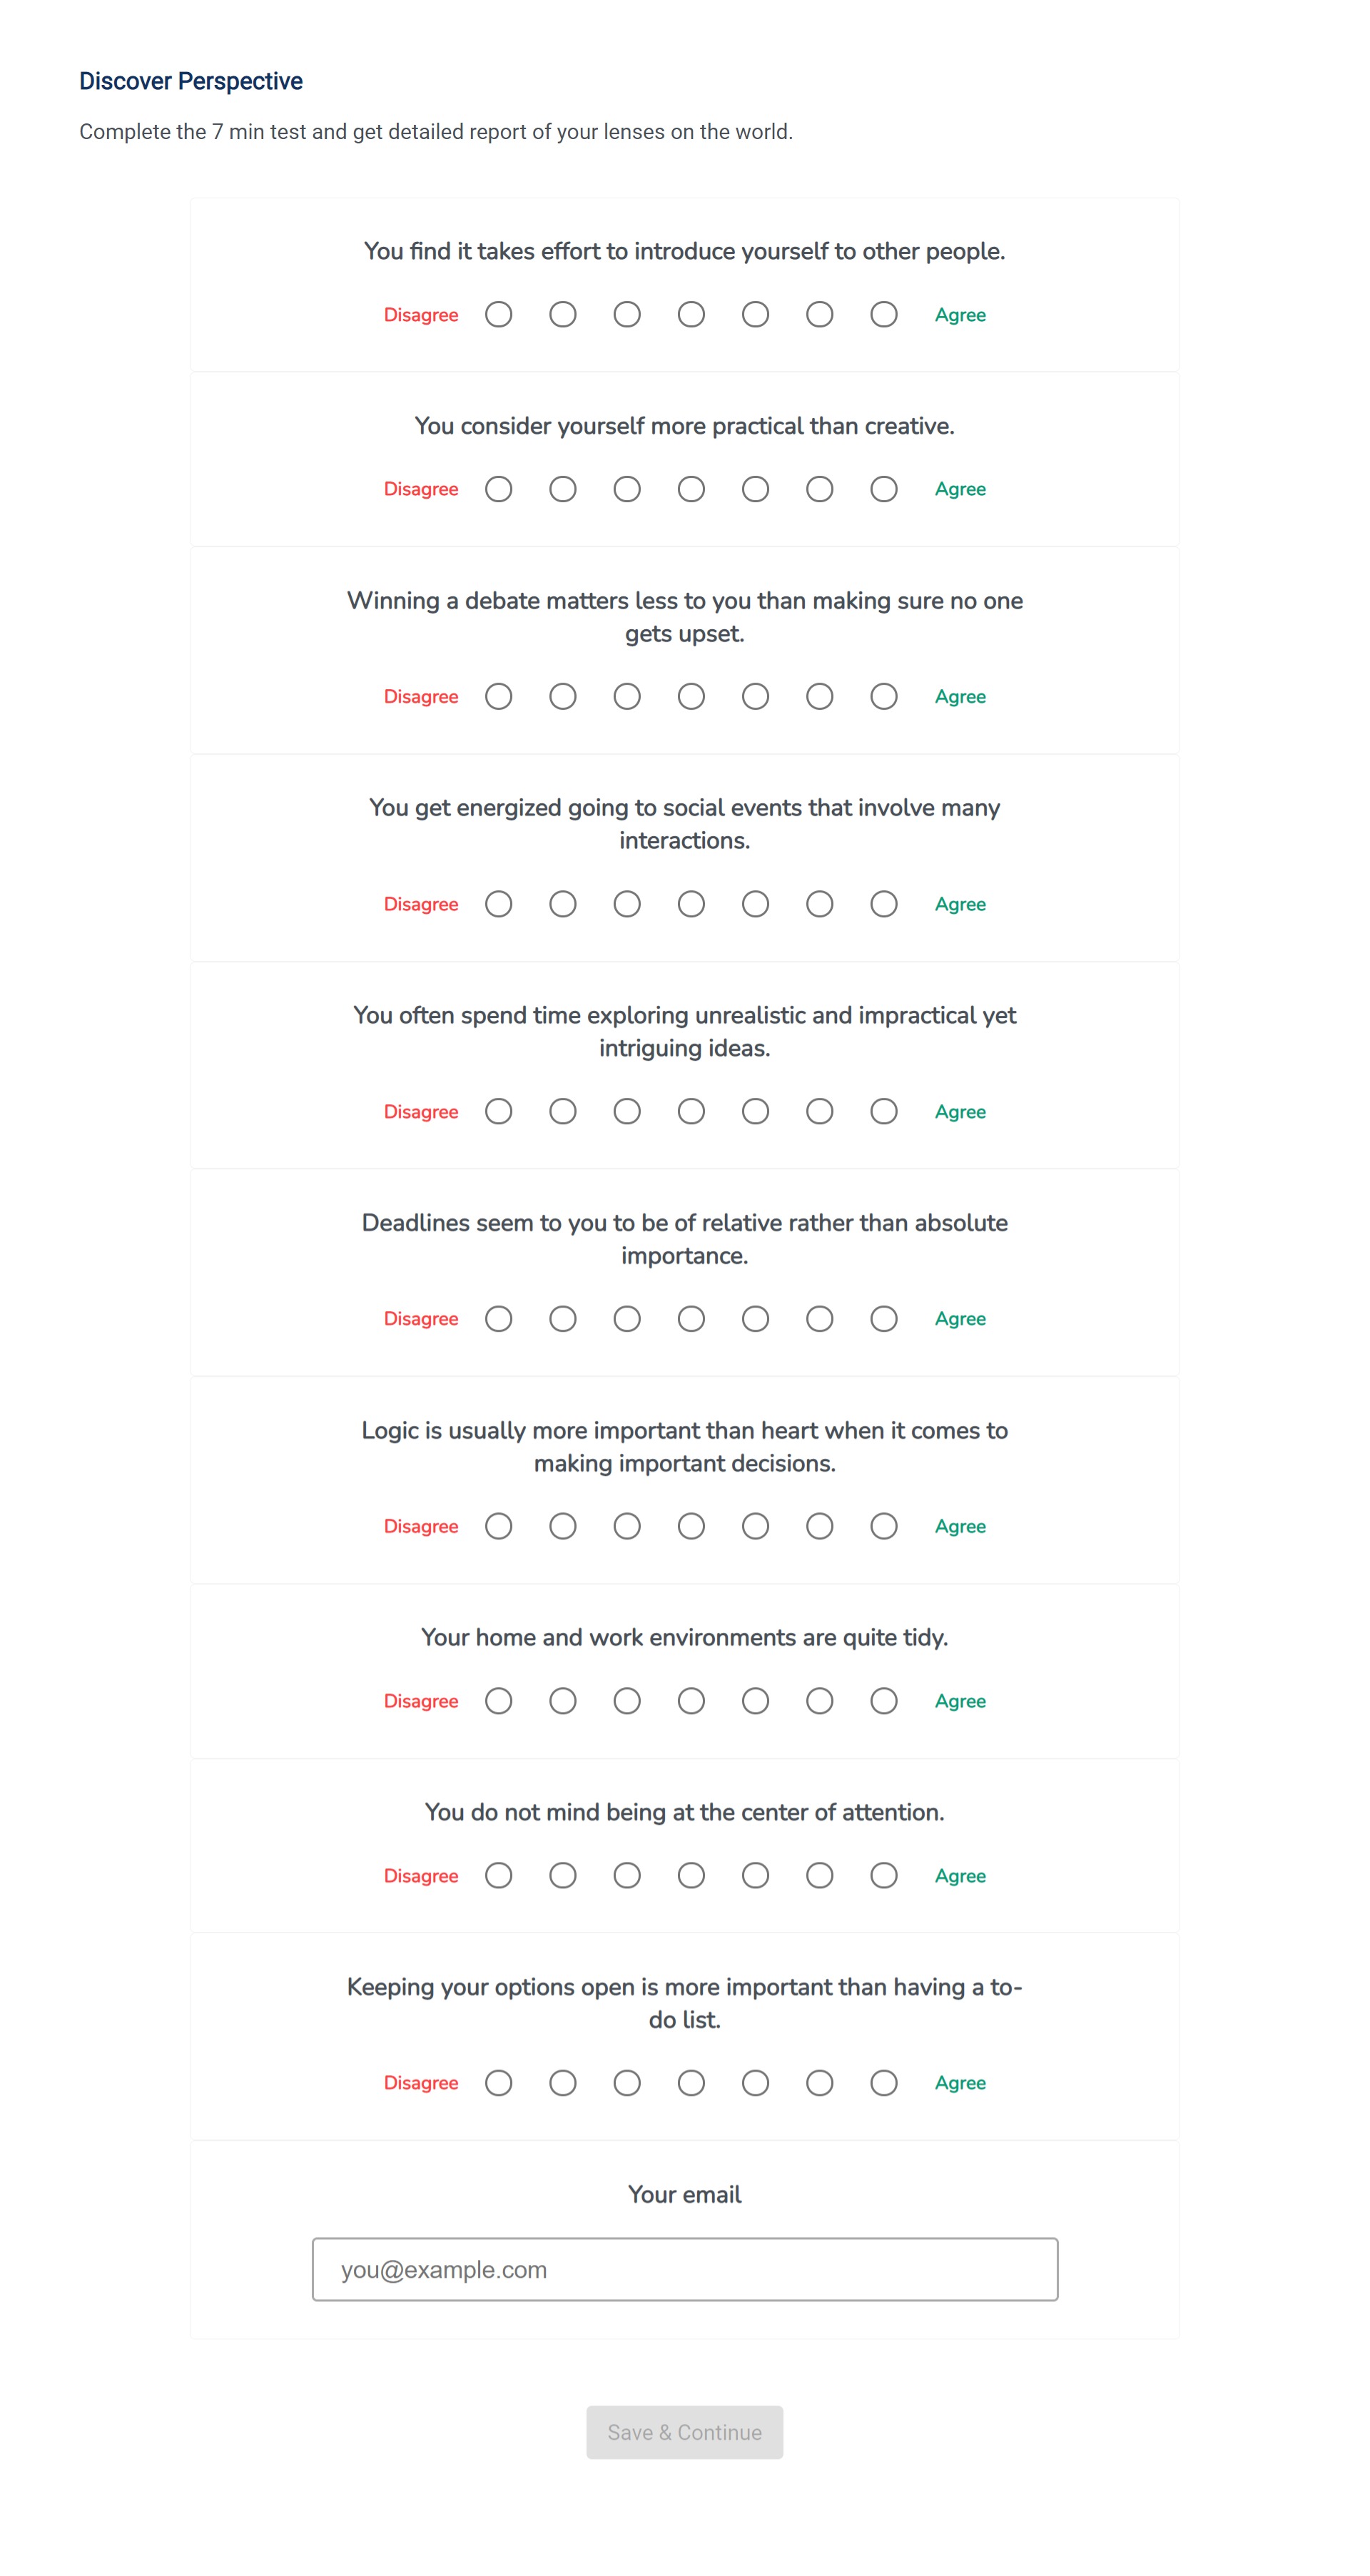 Discover Perspective
Complete the 7 min test and get detailed report of your lenses on the world.
You find it takes effort to introduce yourself to other people.
Disagree Agree
You consider yourself more practical than creative.
Disagree Agree
Winning a debate matters less to you than making sure no one
gets upset.
Disagree Agree
You get energized going to social events that involve many
interactions.
Disagree Agree
You often spend time exploring unrealistic and impractical yet
intriguing ideas.
Disagree Agree
Deadlines seem to you to be of relative rather than absolute
importance.
Disagree Agree
Logic is usually more important than heart when it comes to
making important decisions.
Disagree Agree
Your home and work environments are quite tidy.
Disagree Agree
You do not mind being at the center of attention.
Disagree Agree
Keeping your options open is more important than having a to-
do list.
Disagree Agree
Your email
you@example.com
Save & Continue